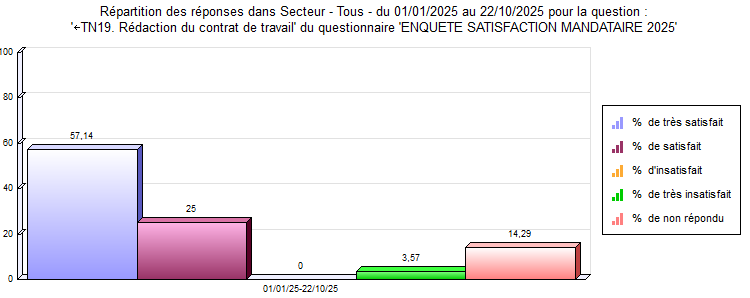 Répartition des réponses dans Secteur - Tous - du 01/01/2025 au 22/10/2025 pour la question :
'←TN19. Rédaction du contrat de travail' du questionnaire 'ENQUETE SATISFACTION MANDATAIRE 2025'
100
80
60
40
20
0
57,14
25
0
3,57
14,29
01/01/25-22/10/25
% de très satisfait
% de satisfait
% d'insatisfait
% de très insatisfait
% de non répondu